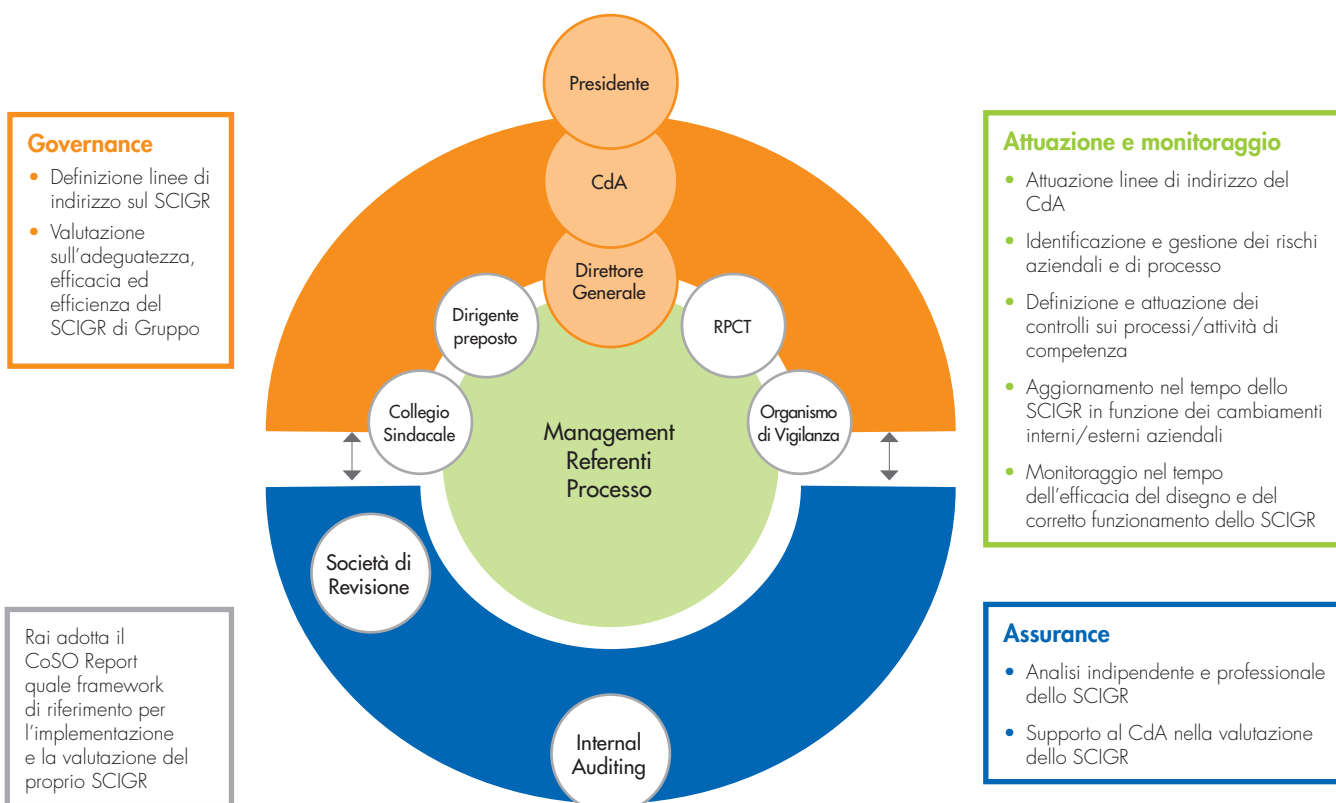 Presidente
CdA
Direttore
Generale
Dirigente
preposto
RPCT
Collegio
Sindacale
Organismo
di Vigilanza
Management
Referenti
Processo
Società di
Revisione
Internal
Auditing
Governance
• Definizione linee di
indirizzo sul SCIGR
• Valutazione
sull'adeguatezza,
efficacia ed
efficienza del
SCIGR di Gruppo
Rai adotta il
CoSO Report
quale framework
di riferimento per
l'implementazione
e la valutazione del
proprio SCIGR
Attuazione e monitoraggio
• Attuazione linee di indirizzo del
CdA
• Identificazione e gestione dei rischi
aziendali e di processo
• Definizione e attuazione dei
controlli sui processi/attività di
competenza
• Aggiornamento nel tempo dello
SCIGR in funzione dei cambiamenti
interni/esterni aziendali
• Monitoraggio nel tempo
dell'efficacia del disegno e del
corretto funzionamento dello SCIGR
Assurance
• Analisi indipendente e professionale
dello SCIGR
• Supporto al CdA nella valutazione
dello SCIGR